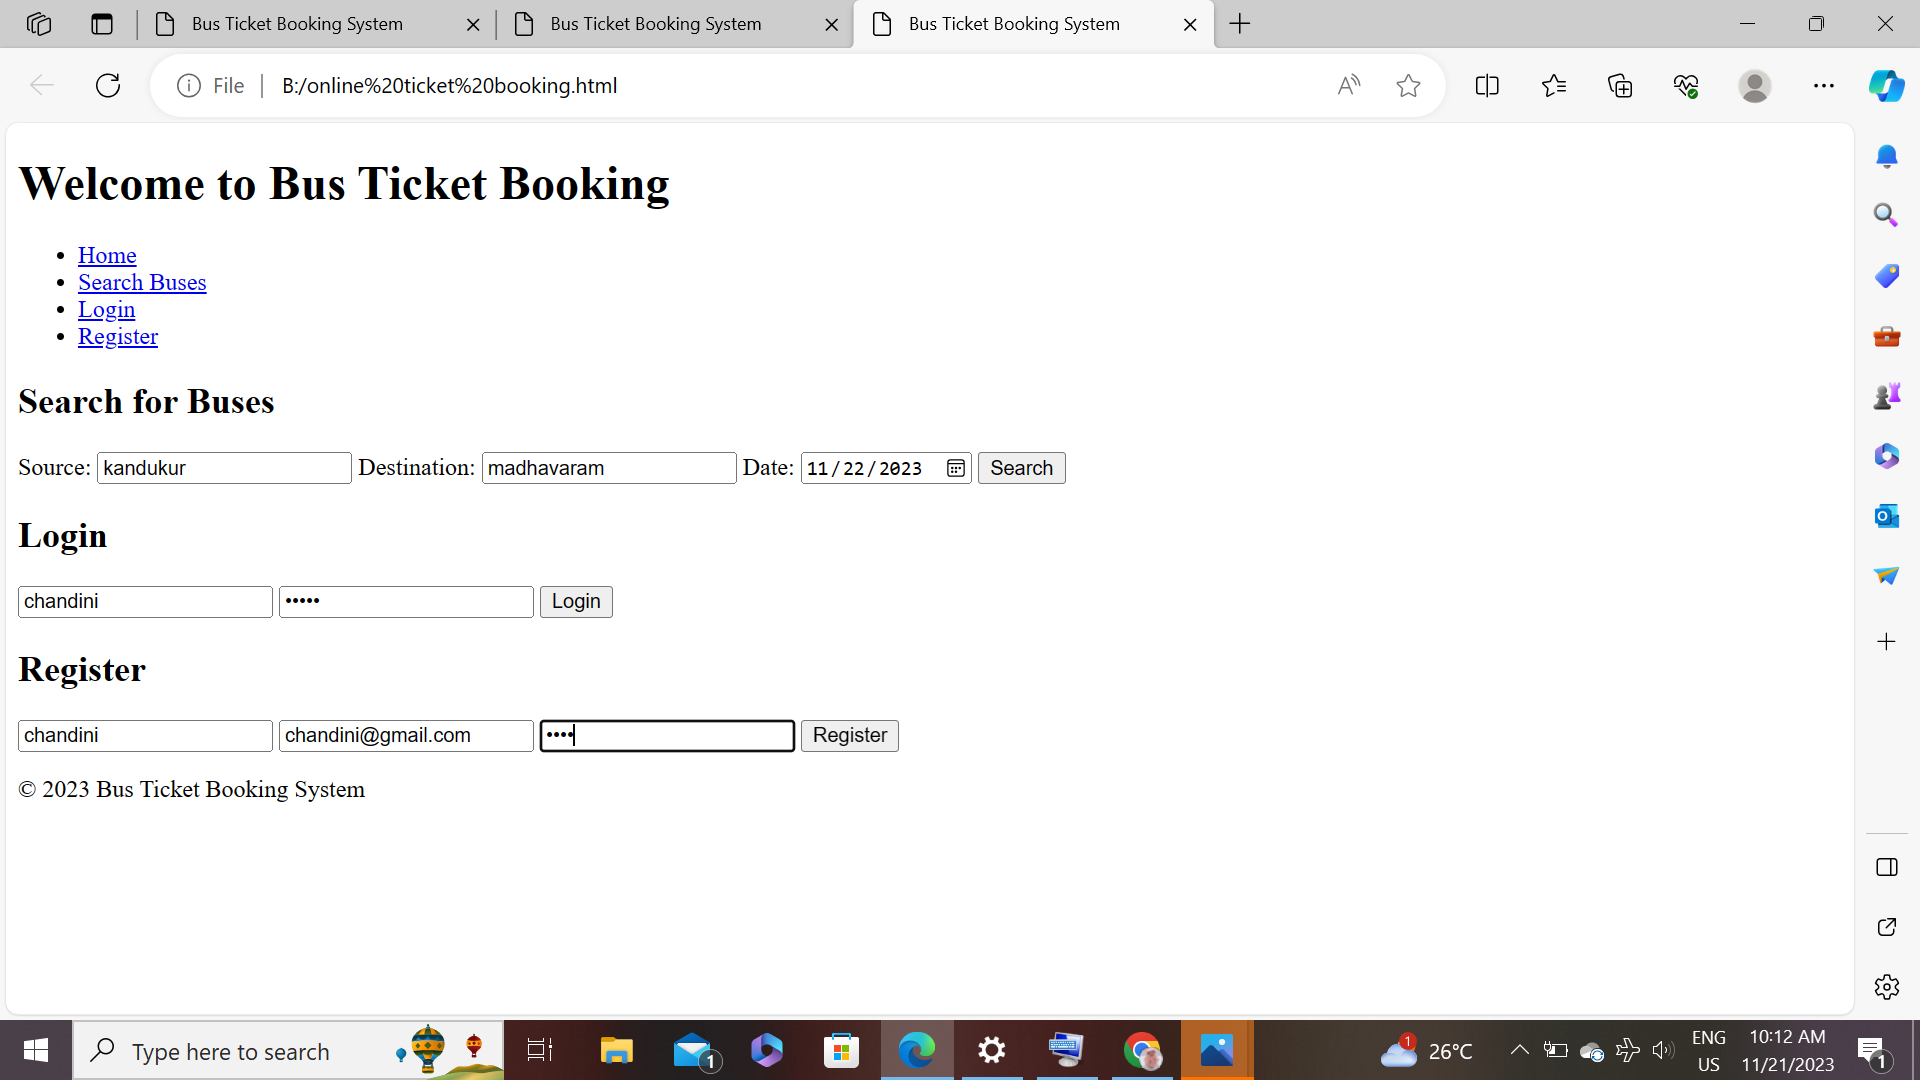 Bus Ticket Booking System
Bus Ticket Booking System
Bus Ticket Booking System
File
B:/online%20ticket%20booking.html
Welcome to Bus Ticket Booking
Home
Search Buses
Login
Register
Search for Buses
Source: kandukur Destination: madhavaram Date: 11/22/2023 Search
Login
chandini ••••• Login
Register
chandini chandini@gmail.com •••• Register
© 2023 Bus Ticket Booking System
Type here to search
1
1
26°C
ENG
US
10:12 AM
11/21/2023
1